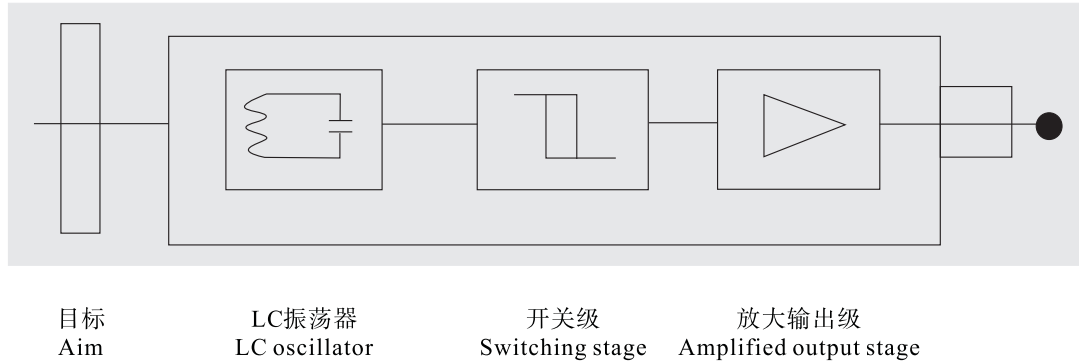 目标
Aim
LC振荡器
LC oscillator
开关级
Switching stage
放大输出级
Amplified output stage